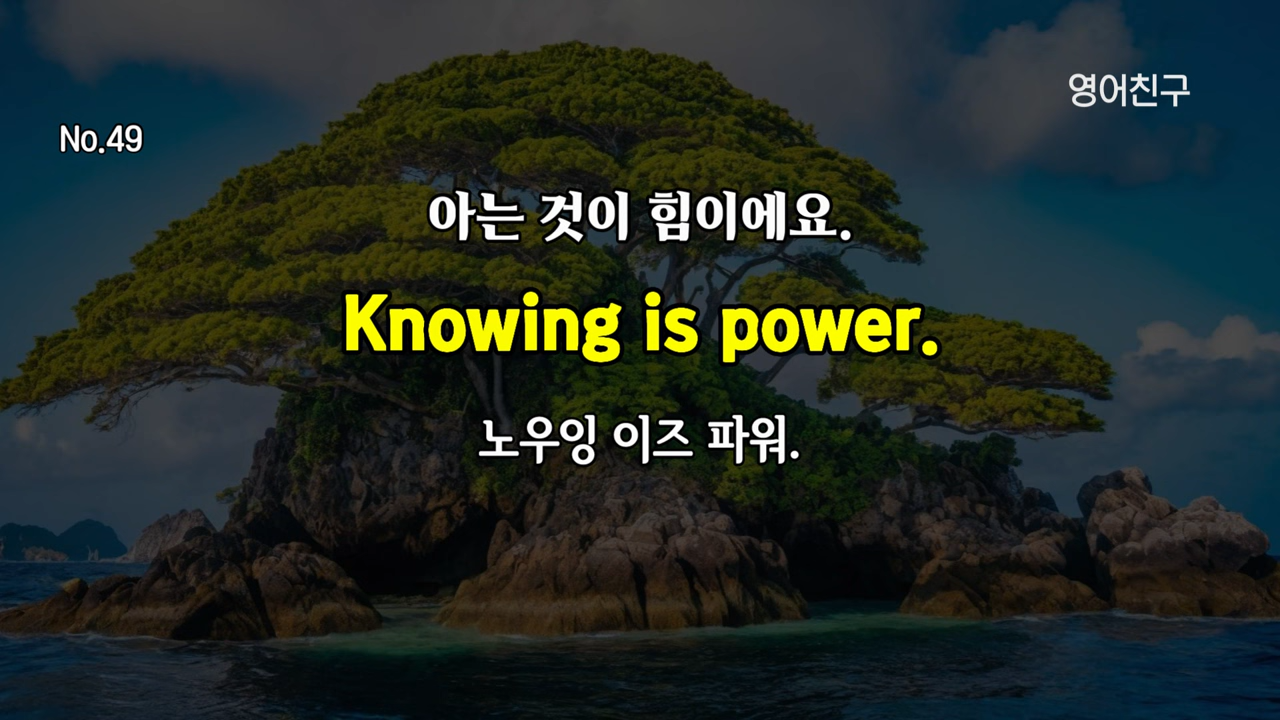 영어친구
No.49
아는 것이 힘이에요.
Knowing is power.
노우잉 이즈 파워.